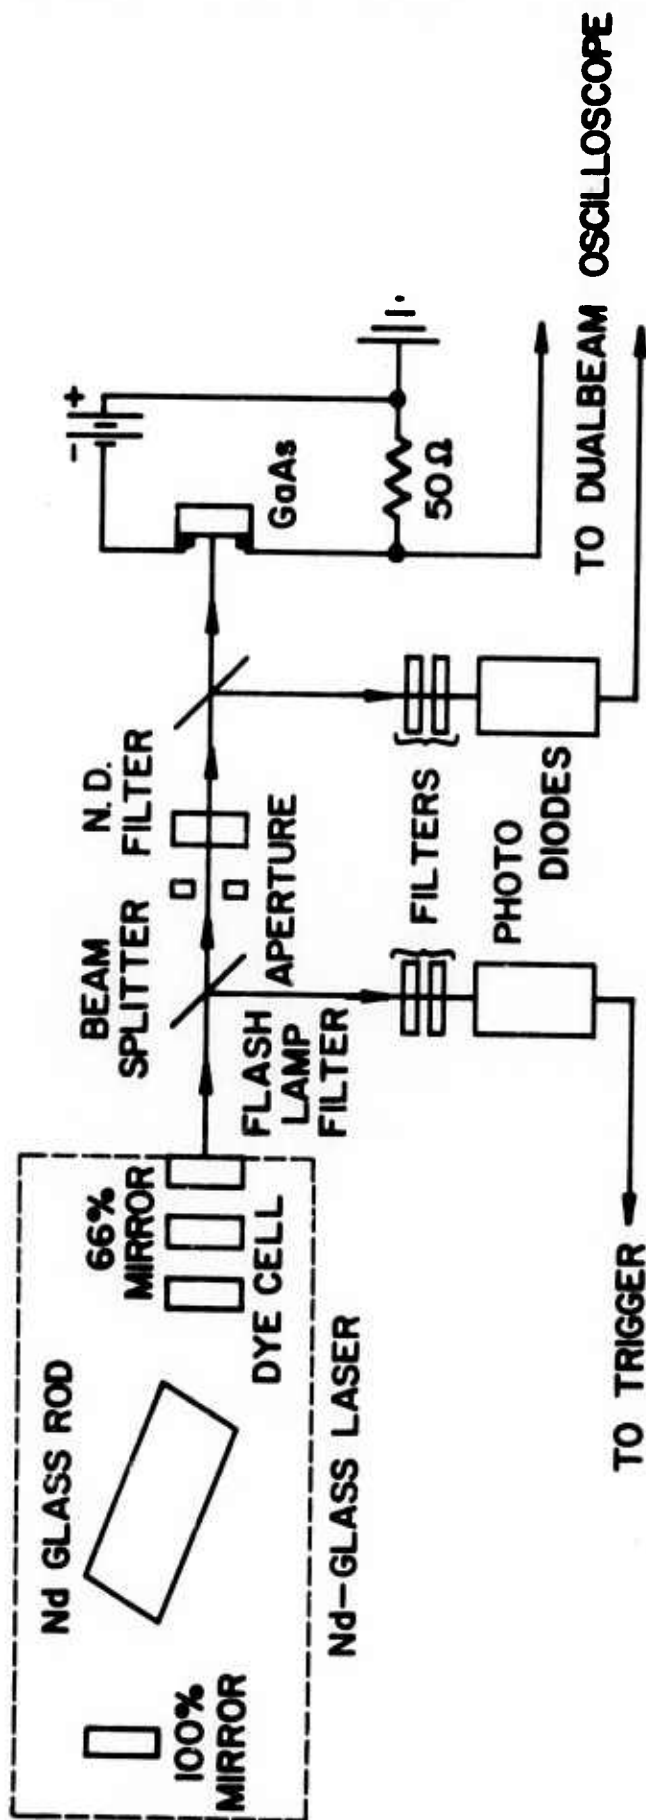 Nd GLASS ROD
100%
MIRROR
66%
MIRROR
DYE CELL
Nd-GLASS LASER
BEAM
SPLITTER
FLASH
LAMP
FILTER
APERTURE
N. D.
FILTER
- +
GaAs
50Ω
FILTERS
PHOTO
DIODES
TO TRIGGER
TO DUALBEAM OSCILLOSCOPE